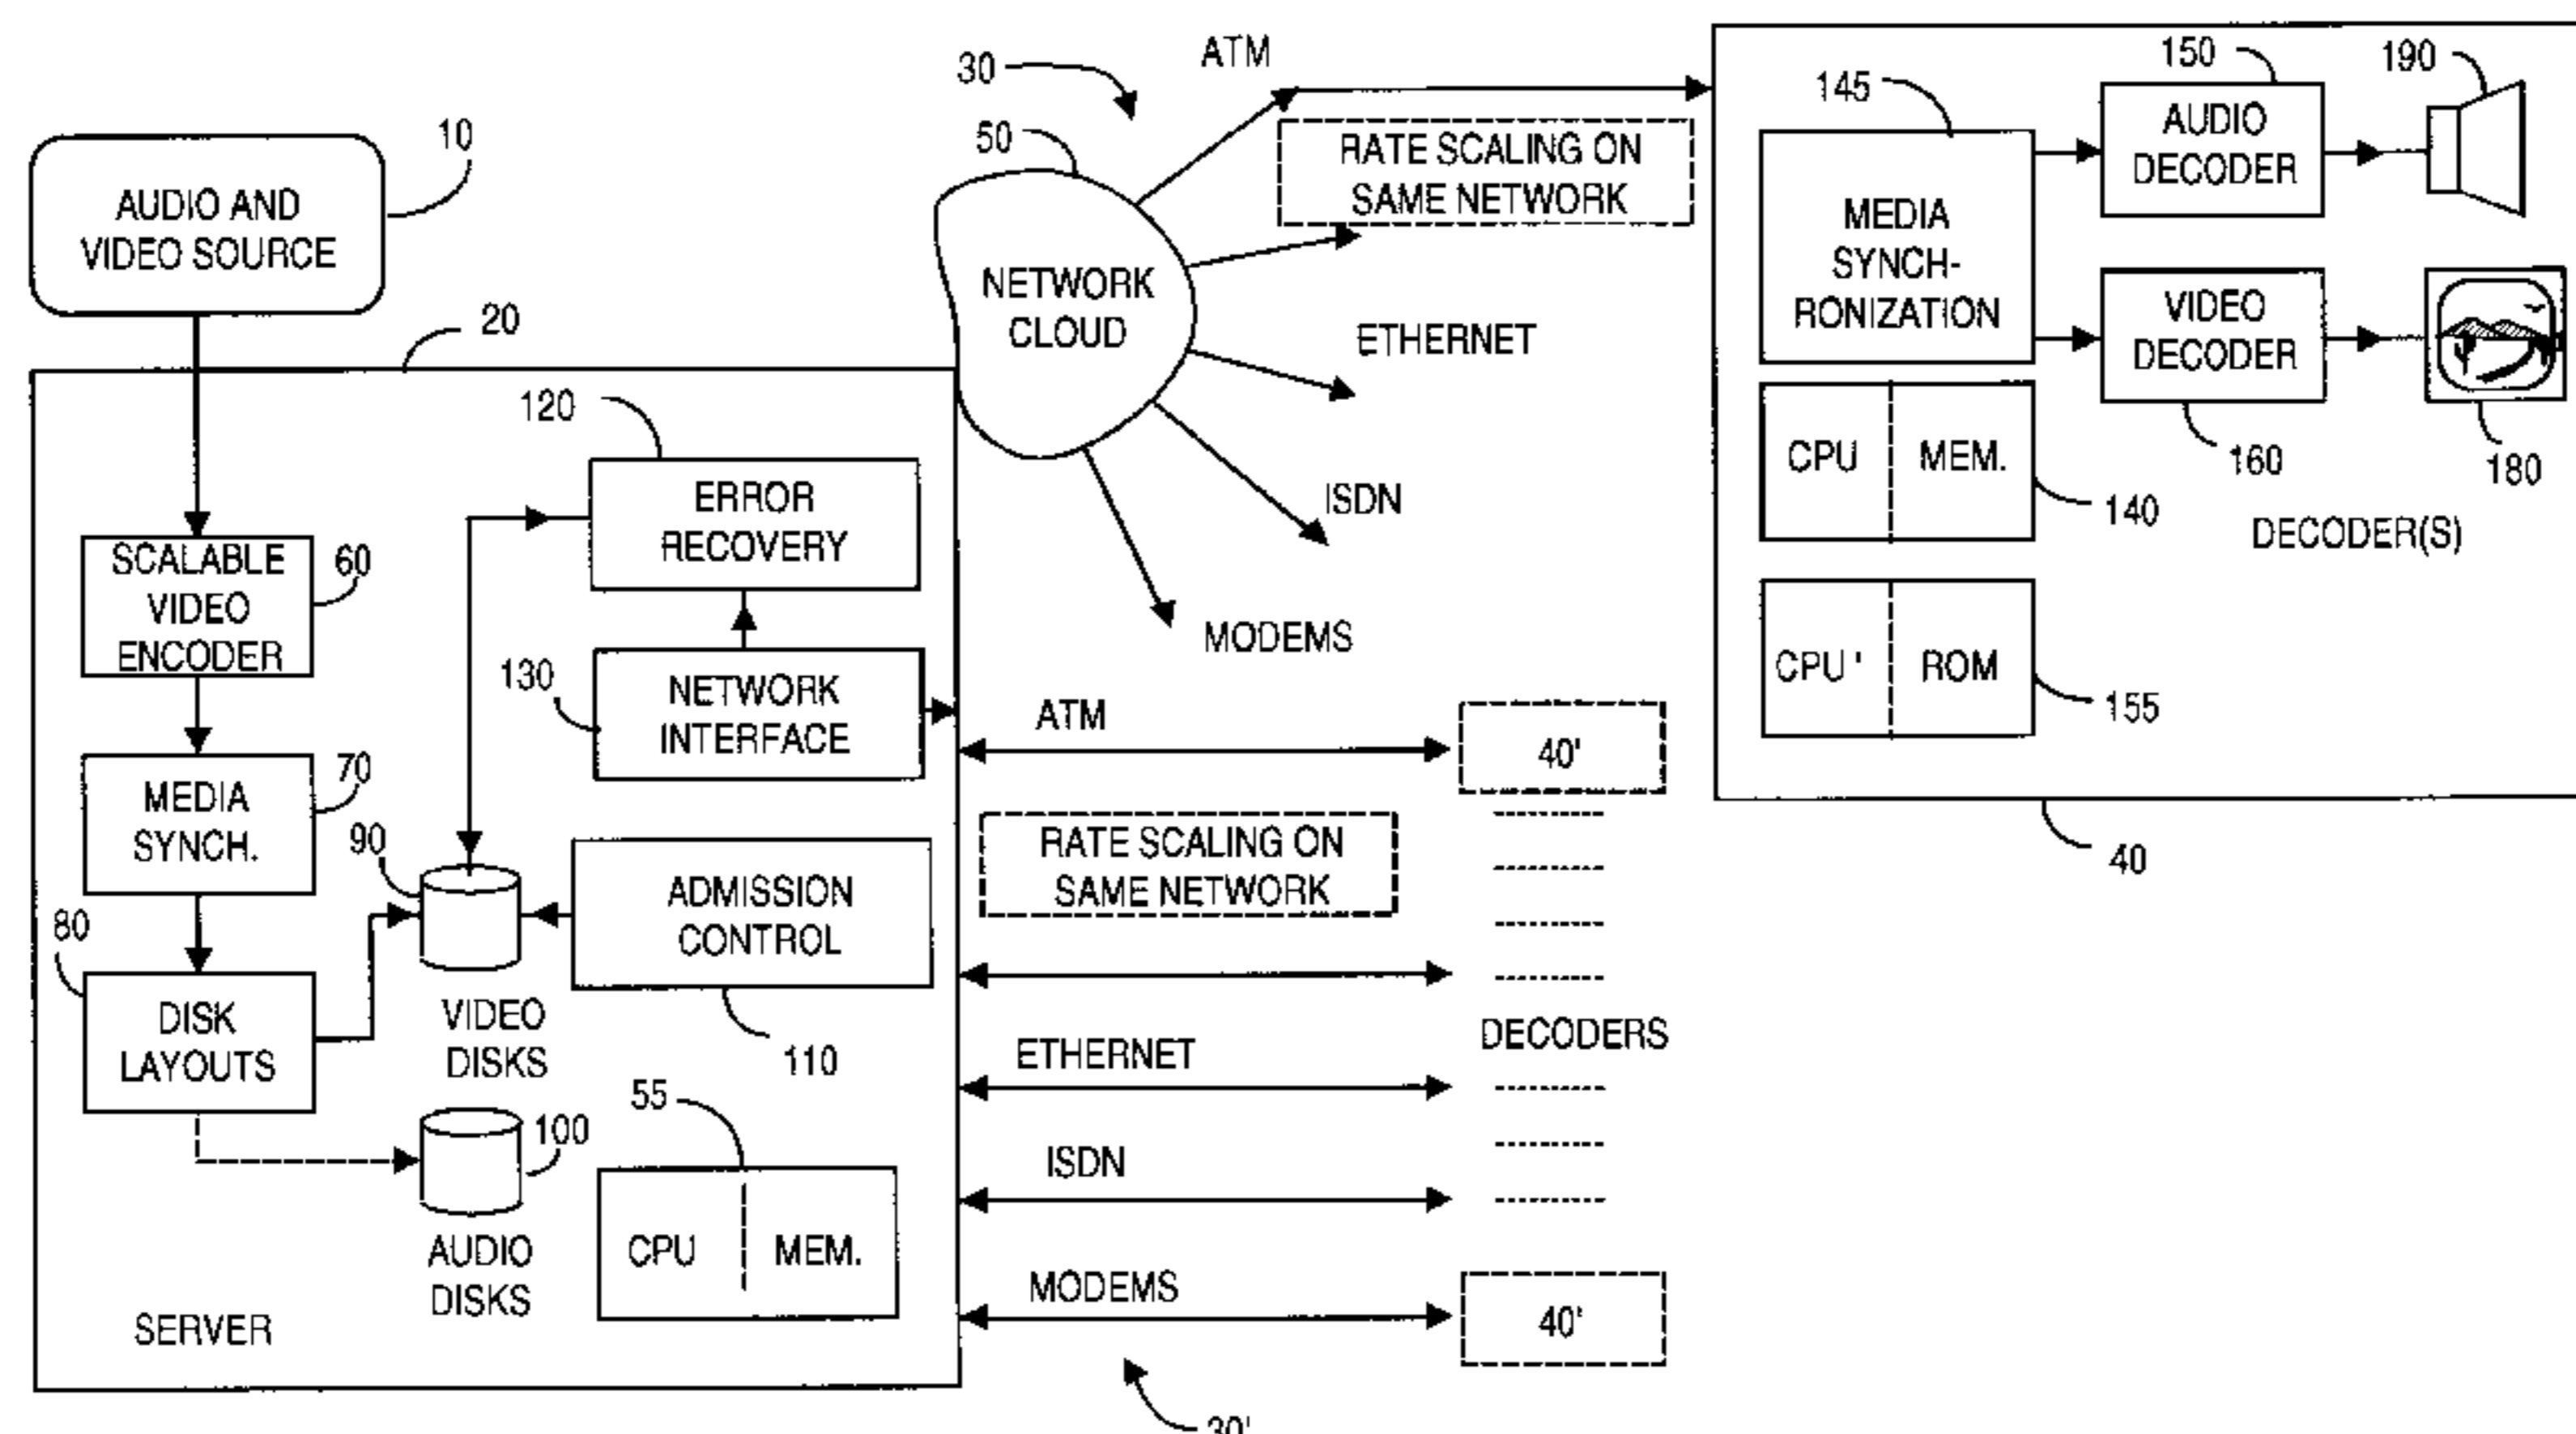 10
AUDIO AND
VIDEO SOURCE
20
SCALABLE
VIDEO
ENCODER
60
MEDIA
SYNCH.
70
80
DISK
LAYOUTS
90
VIDEO
DISKS
100
AUDIO
DISKS
120
ERROR
RECOVERY
130
NETWORK
INTERFACE
ADMISSION
CONTROL
110
55
CPU
MEM.
SERVER
30
50
NETWORK
CLOUD
ATM
RATE SCALING ON
SAME NETWORK
ETHERNET
ISDN
MODEMS
ATM
40'
RATE SCALING ON
SAME NETWORK
DECODERS
ETHERNET
ISDN
MODEMS
40'
30'
145
MEDIA
SYNCH-
RONIZATION
150
AUDIO
DECODER
190
VIDEO
DECODER
160
180
CPU
MEM.
140
DECODER(S)
CPU'
ROM
155
40